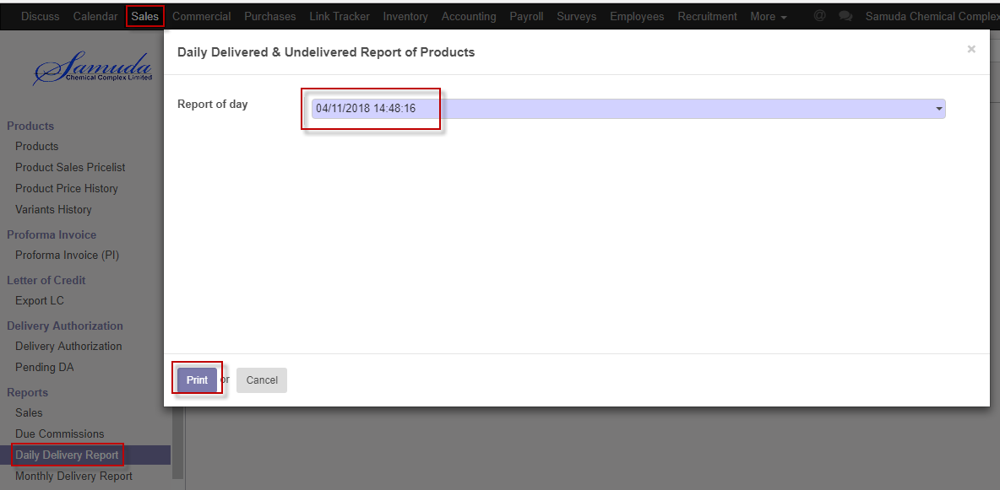 Discuss Calendar Sales Commercial Purchases Link Tracker Inventory Accounting Payroll Surveys Employees Recruitment More @ Samuda Chemical Complex
Samuda
Chemical Complex Limited
Daily Delivered & Undelivered Report of Products ×
Report of day 04/11/2018 14:48:16
Products
Products
Product Sales Pricelist
Product Price History
Variants History
Proforma Invoice
Proforma Invoice (PI)
Letter of Credit
Export LC
Delivery Authorization
Delivery Authorization
Pending DA
Reports
Sales
Due Commissions
Daily Delivery Report
Monthly Delivery Report
Print or Cancel